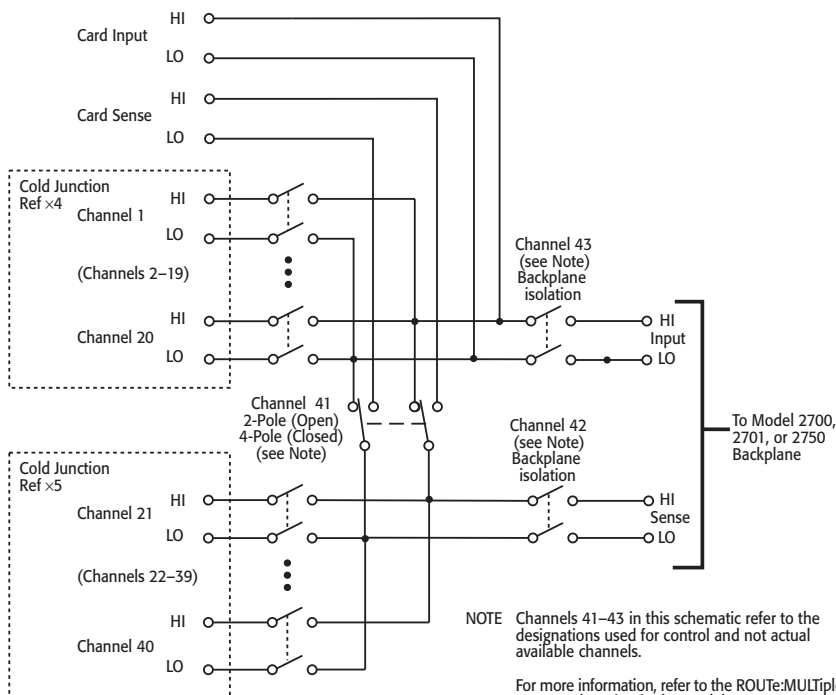 HI
Card Input
LO
HI
Card Sense
LO
Cold Junction
Ref ×4
HI
Channel 1
LO
(Channels 2–19)
HI
Channel 20
LO
Channel 43
(see Note)
Backplane
isolation
HI
Input
LO
Channel 41
2-Pole (Open)
4-Pole (Closed)
(see Note)
Channel 42
(see Note)
Backplane
isolation
To Model 2700,
2701, or 2750
Backplane
Cold Junction
Ref ×5
HI
Channel 21
LO
HI
Sense
LO
(Channels 22–39)
HI
Channel 40
LO
NOTE Channels 41–43 in this schematic refer to the
designations used for control and not actual
available channels.
For more information, refer to the ROUTe:MULTipl